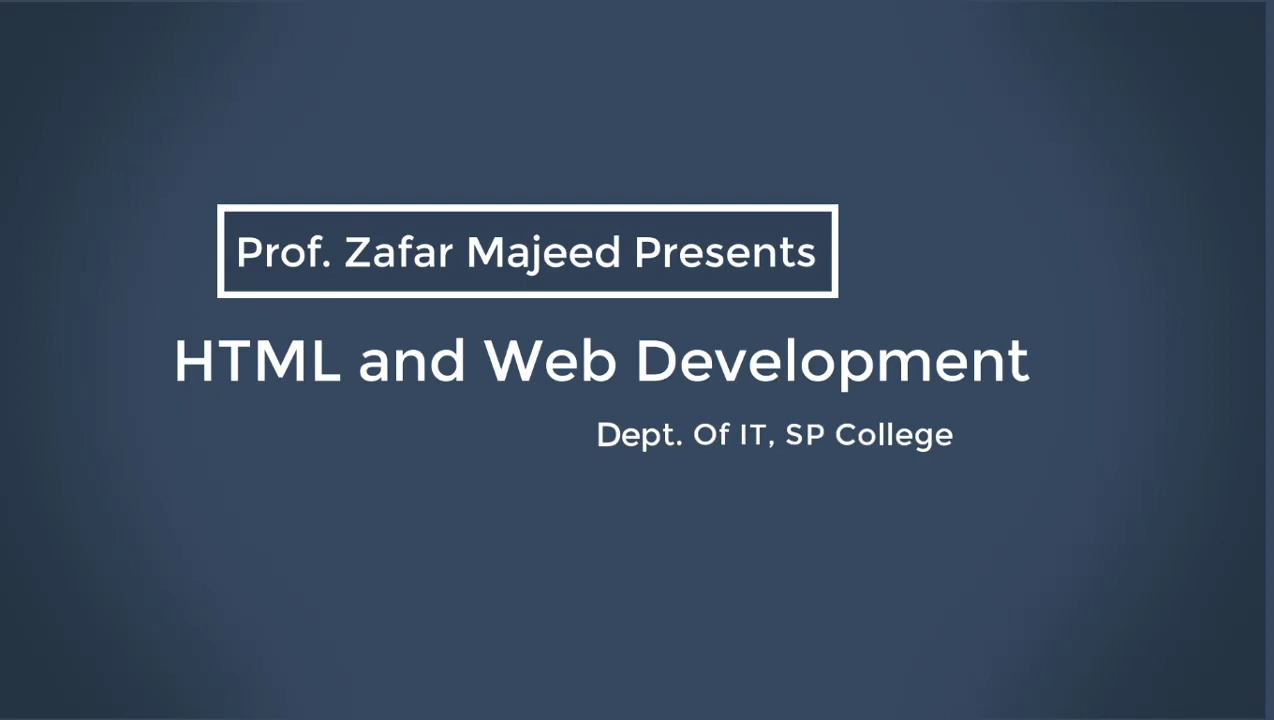 Prof. Zafar Majeed Presents
HTML and Web Development
Dept. Of IT, SP College